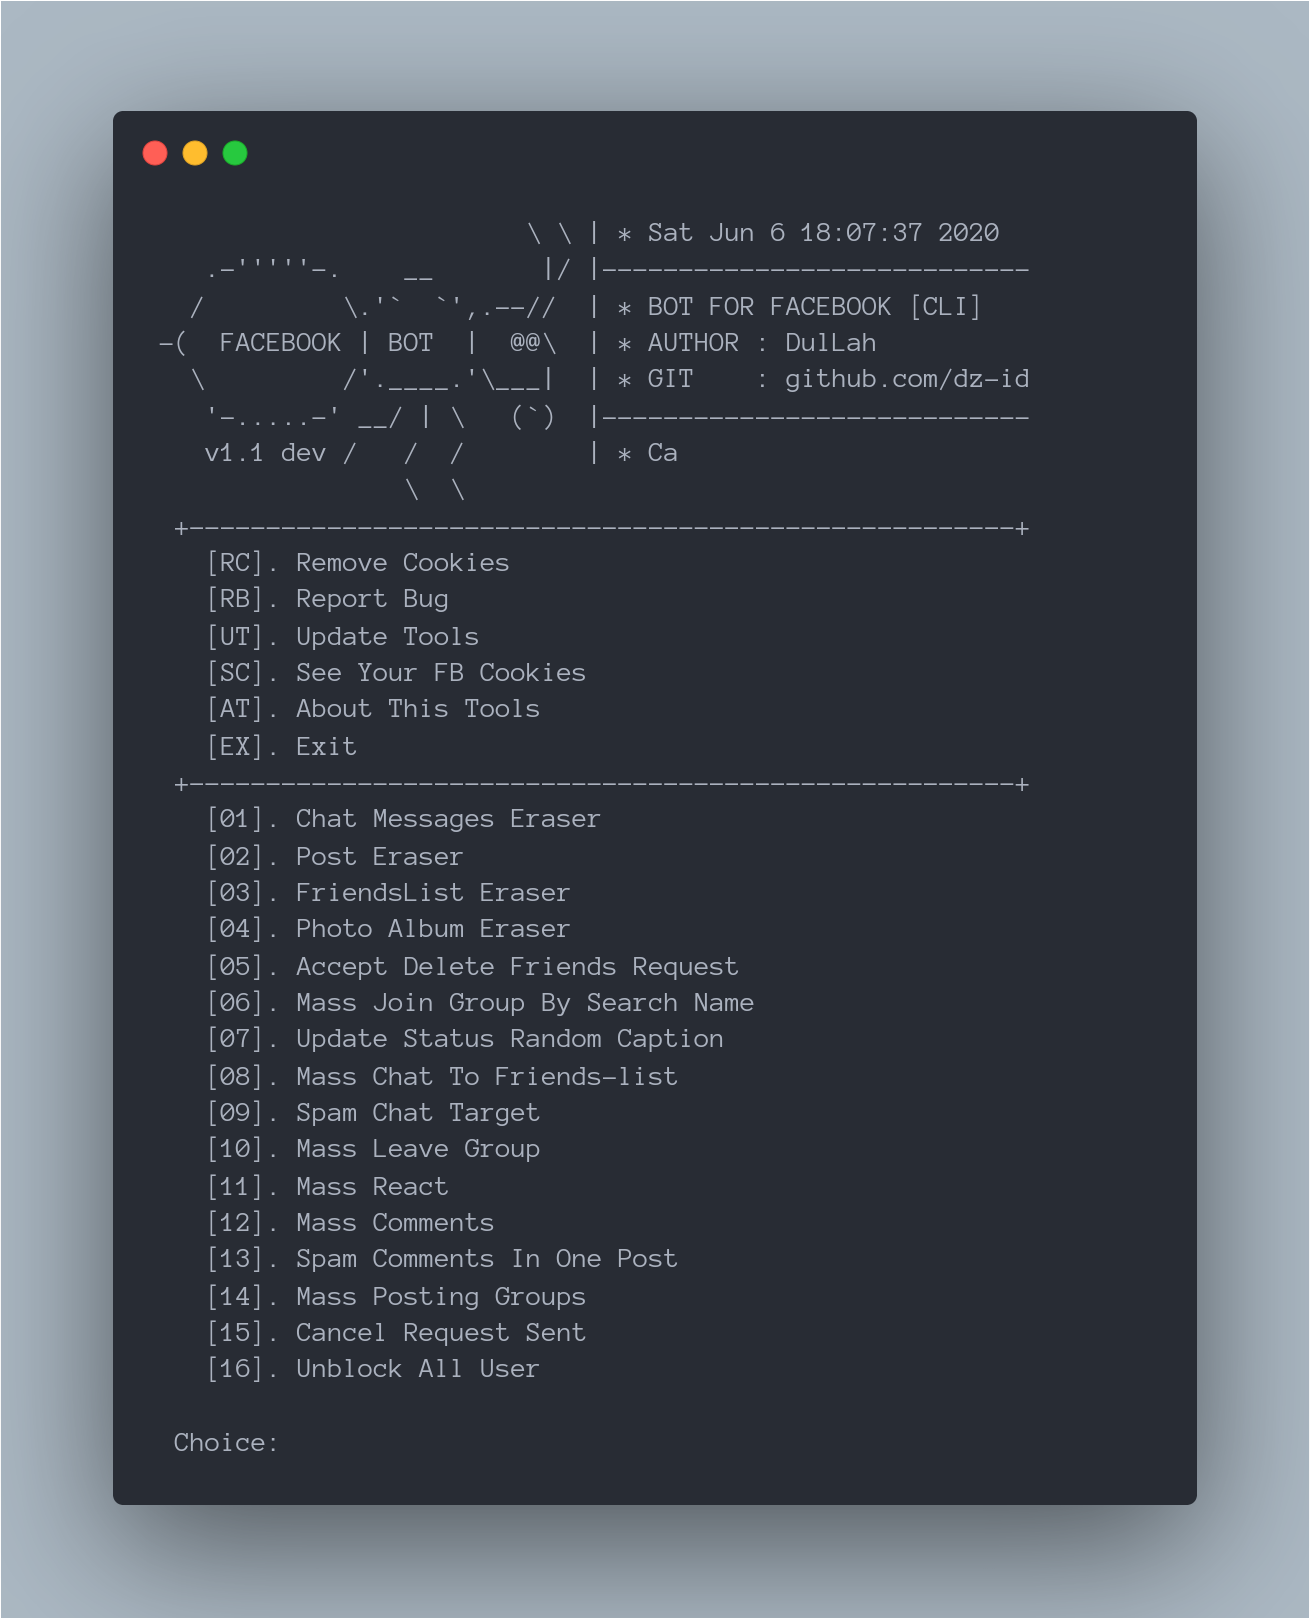 \ \ | * Sat Jun 6 18:07:37 2020
   .-'''''-.    __       |/ |----------------------------
  /         \.'`  `',.--//  | * BOT FOR FACEBOOK [CLI]
-(  FACEBOOK | BOT  |  @@\  | * AUTHOR : DulLah
  \         /'.____.'\___|  | * GIT    : github.com/dz-id
   '-.....-' __/ | \   (`)  |----------------------------
   v1.1 dev /   /  /        | * Ca
                \  \
 +------------------------------------------------------+
   [RC]. Remove Cookies
   [RB]. Report Bug
   [UT]. Update Tools
   [SC]. See Your FB Cookies
   [AT]. About This Tools
   [EX]. Exit
 +------------------------------------------------------+
   [01]. Chat Messages Eraser
   [02]. Post Eraser
   [03]. FriendsList Eraser
   [04]. Photo Album Eraser
   [05]. Accept Delete Friends Request
   [06]. Mass Join Group By Search Name
   [07]. Update Status Random Caption
   [08]. Mass Chat To Friends-list
   [09]. Spam Chat Target
   [10]. Mass Leave Group
   [11]. Mass React
   [12]. Mass Comments
   [13]. Spam Comments In One Post
   [14]. Mass Posting Groups
   [15]. Cancel Request Sent
   [16]. Unblock All User
 Choice: